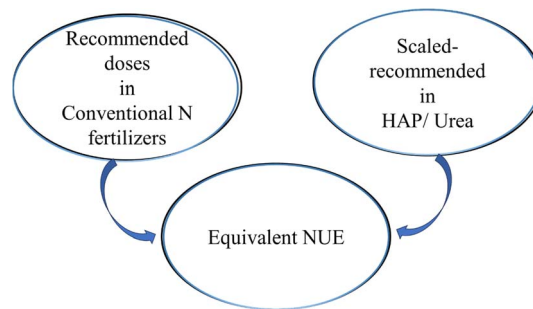 Recommended
doses
in
Conventional N
fertilizers
Scaled-
recommended
in
HAP/ Urea
Equivalent NUE